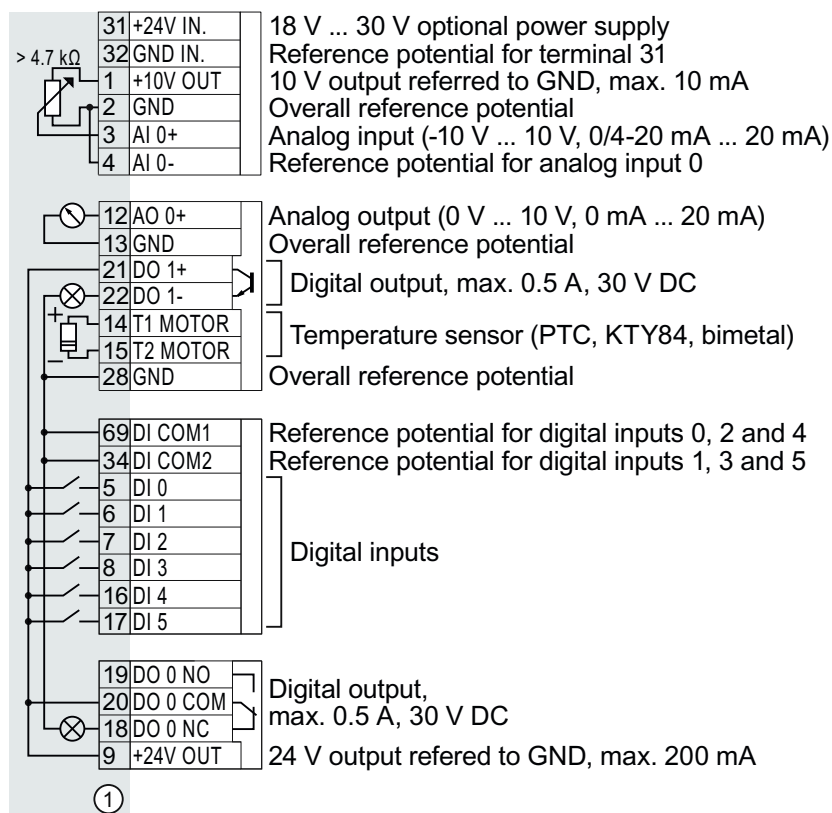 31 +24V IN. 18 V ... 30 V optional power supply
32 GND IN. Reference potential for terminal 31
> 4.7 kΩ
1 +10V OUT 10 V output referred to GND, max. 10 mA
2 GND Overall reference potential
3 AI 0+ Analog input (-10 V ... 10 V, 0/4-20 mA ... 20 mA)
4 AI 0- Reference potential for analog input 0
12 AO 0+ Analog output (0 V ... 10 V, 0 mA ... 20 mA)
13 GND Overall reference potential
21 DO 1+
Digital output, max. 0.5 A, 30 V DC
22 DO 1-
+
14 T1 MOTOR
Temperature sensor (PTC, KTY84, bimetal)
15 T2 MOTOR
–
28 GND Overall reference potential
69 DI COM1 Reference potential for digital inputs 0, 2 and 4
34 DI COM2 Reference potential for digital inputs 1, 3 and 5
5 DI 0
6 DI 1
7 DI 2
Digital inputs
8 DI 3
16 DI 4
17 DI 5
19 DO 0 NO
Digital output,
20 DO 0 COM
max. 0.5 A, 30 V DC
18 DO 0 NC
9 +24V OUT 24 V output refered to GND, max. 200 mA
1